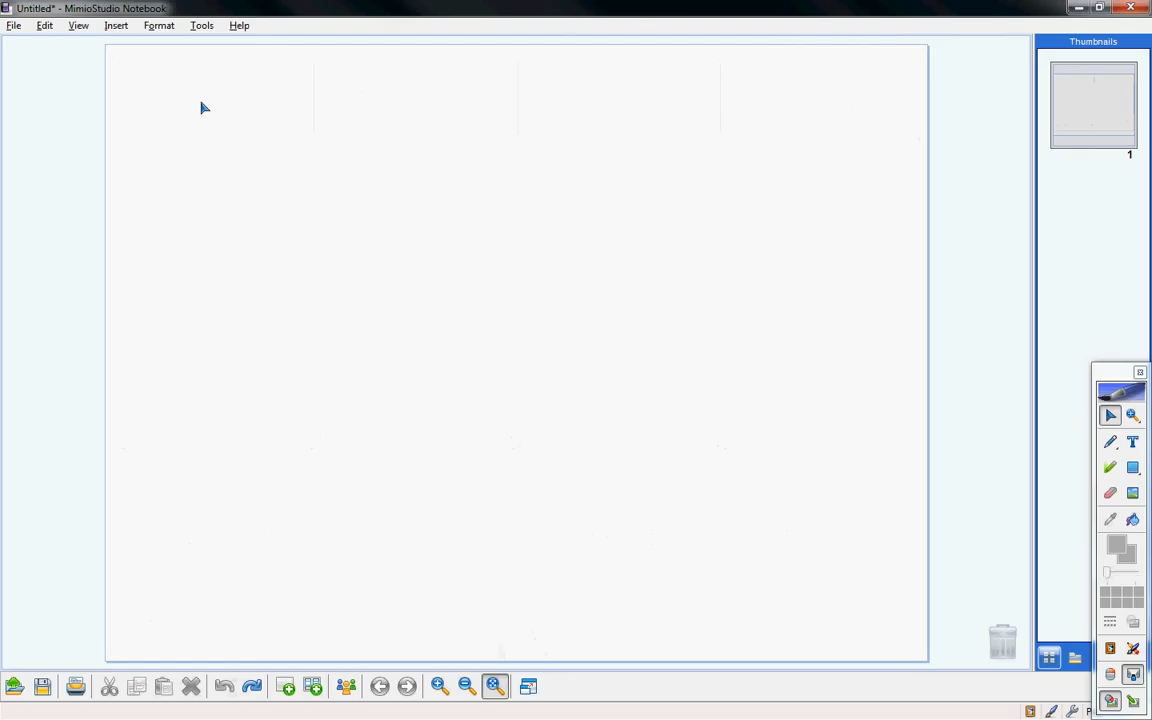 Untitled* - MimioStudio Notebook
File Edit View Insert Format Tools Help
Thumbnails
1
T